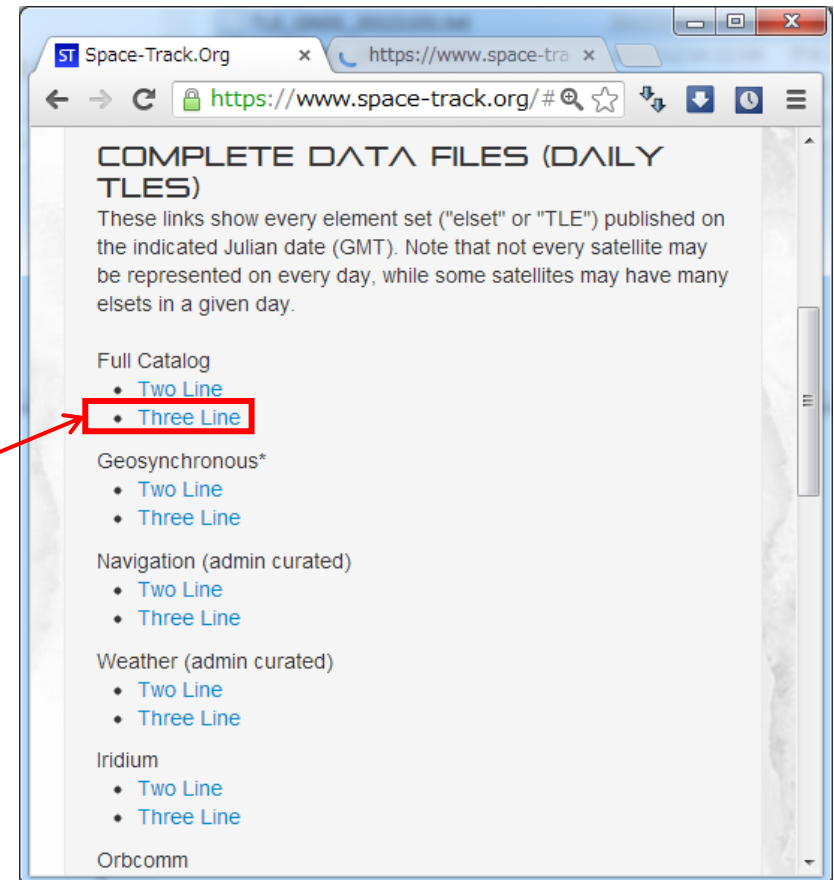 ST Space-Track.Org
https://www.space-tra
https://www.space-track.org/#
COMPLETE DATA FILES (DAILY
TLES)
These links show every element set ("elset" or "TLE") published on
the indicated Julian date (GMT). Note that not every satellite may
be represented on every day, while some satellites may have many
elsets in a given day.
Full Catalog
• Two Line
• Three Line
Geosynchronous*
• Two Line
• Three Line
Navigation (admin curated)
• Two Line
• Three Line
Weather (admin curated)
• Two Line
• Three Line
Iridium
• Two Line
• Three Line
Orbcomm